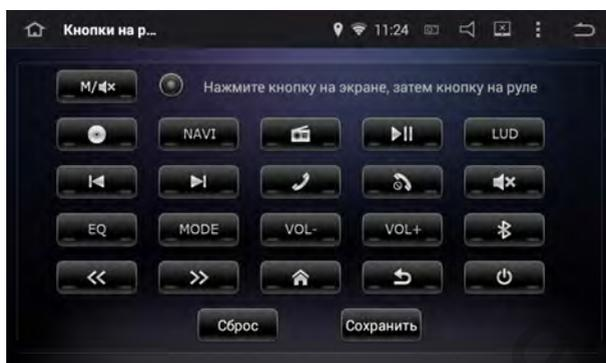 Кнопки на р... 11:24
M/ Нажмите кнопку на экране, затем кнопку на руле
NAVI LUD
EQ MODE VOL- VOL+
Сброс Сохранить